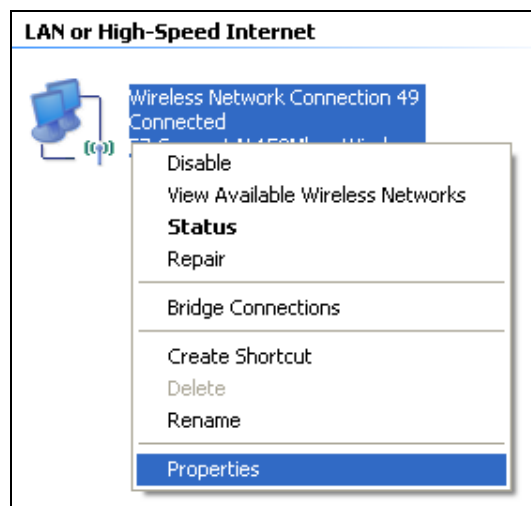 LAN or High-Speed Internet
Wireless Network Connection 49
Connected
Disable
View Available Wireless Networks
Status
Repair
Bridge Connections
Create Shortcut
Delete
Rename
Properties